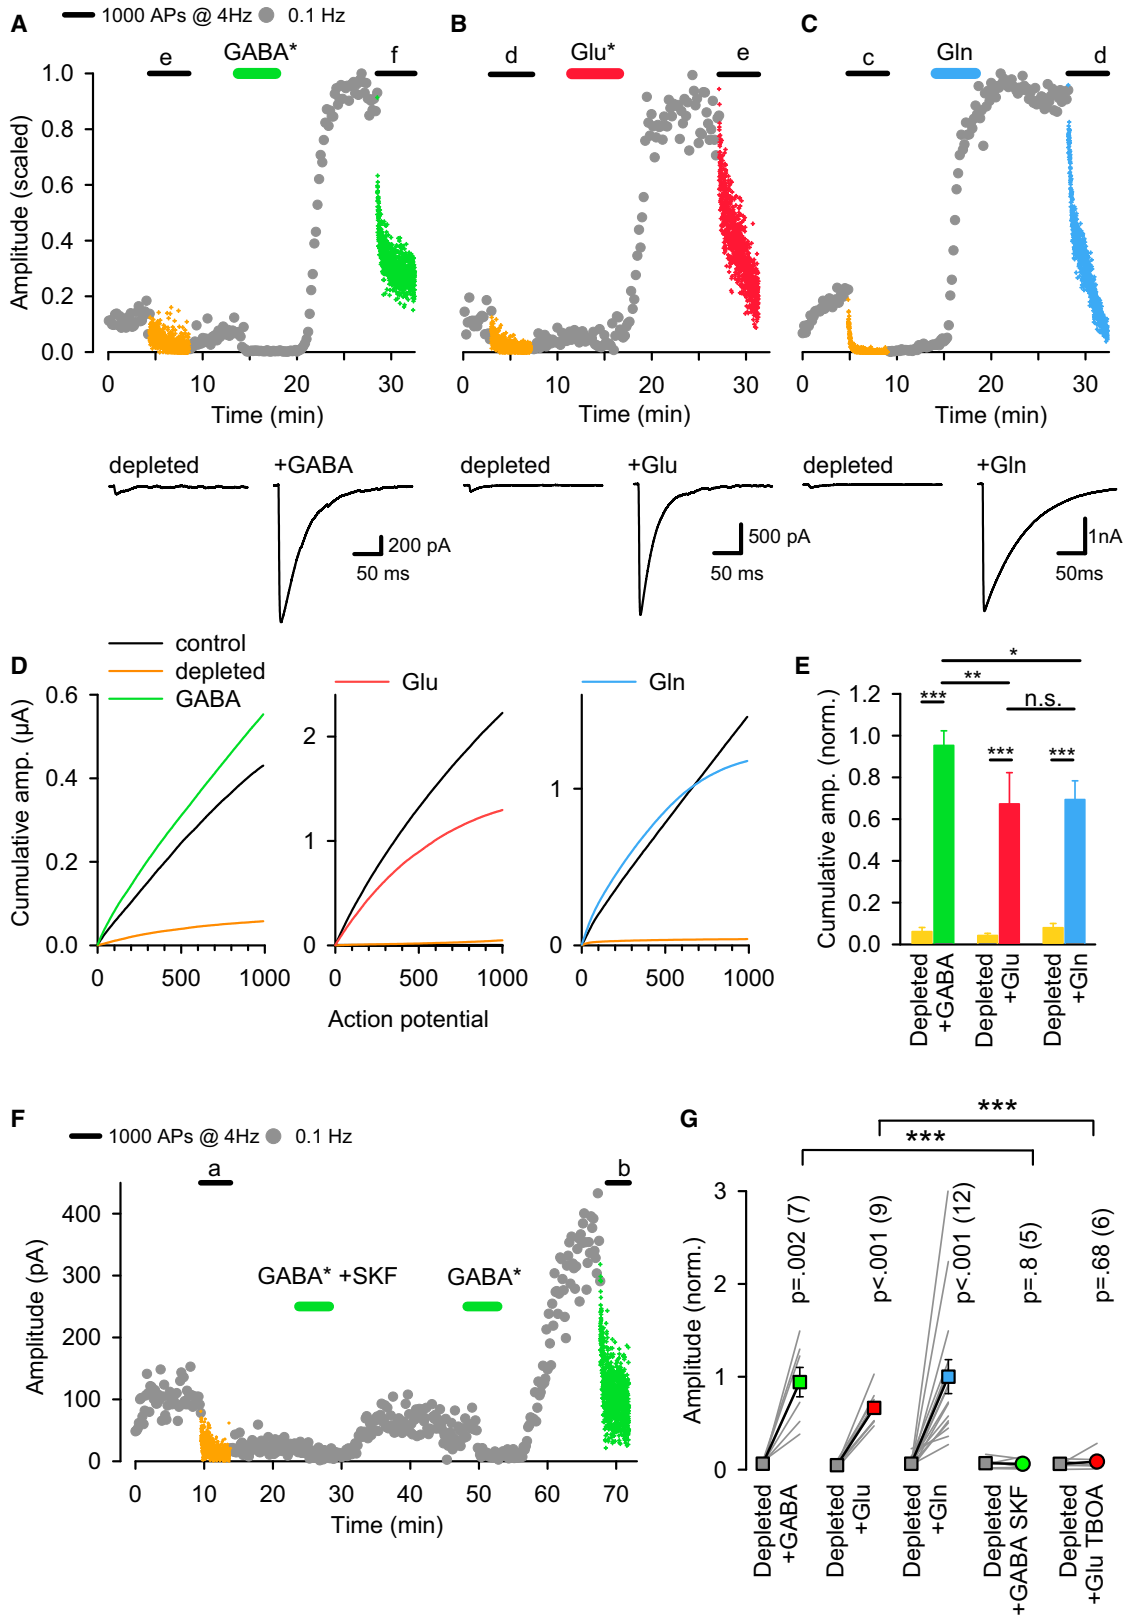 A
1000 APs @ 4Hz
0.1 Hz
B
C
e
GABA*
f
d
Glu*
e
c
Gln
d
Amplitude (scaled)
1.0
0.8
0.6
0.4
0.2
0.0
0 10 20 30
0 10 20 30
0 10 20 30
Time (min)
Time (min)
Time (min)
depleted
+GABA
200 pA
50 ms
depleted
+Glu
500 pA
50 ms
depleted
+Gln
1nA
50ms
D
control
depleted
GABA
Glu
Gln
Cumulative amp. (µA)
0.6
0.4
0.2
0.0
0 500 1000
2
1
0
0 500 1000
1
0
0 500 1000
Action potential
E
*
**
n.s.
***
***
***
Cumulative amp. (norm.)
1.2
1.0
0.8
0.6
0.4
0.2
0.0
Depleted
+GABA
Depleted
+Glu
Depleted
+Gln
F
1000 APs @ 4Hz
0.1 Hz
a
b
GABA* +SKF
GABA*
Amplitude (pA)
400
300
200
100
0
0 10 20 30 40 50 60 70
Time (min)
G
***
***
Amplitude (norm.)
3
2
1
0
p=.002 (7)
p<.001 (9)
p<.001 (12)
p=.8 (5)
p=.68 (6)
Depleted
+GABA
Depleted
+Glu
Depleted
+Gln
Depleted
+GABA SKF
Depleted
+Glu TBOA